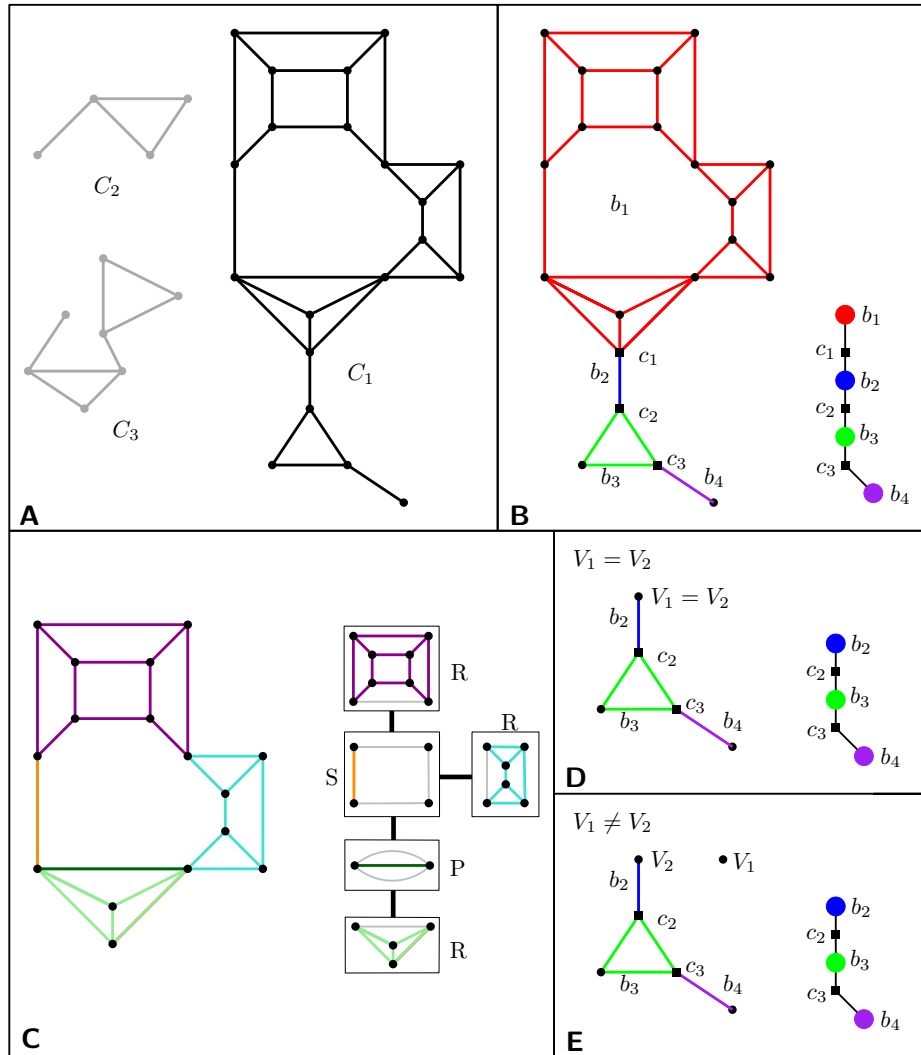 C₂
C₁
C₃
A
b₁
c₁
b₂
c₂
b₃
c₃
b₄
b₁
c₁
b₂
c₂
b₃
c₃
b₄
B
R
R
S
P
R
C
V₁ = V₂
V₁ = V₂
b₂
c₂
b₃
c₃
b₄
b₂
c₂
b₃
c₃
b₄
D
V₁ ≠ V₂
V₂
V₁
b₂
c₂
b₃
c₃
b₄
b₂
c₂
b₃
c₃
b₄
E